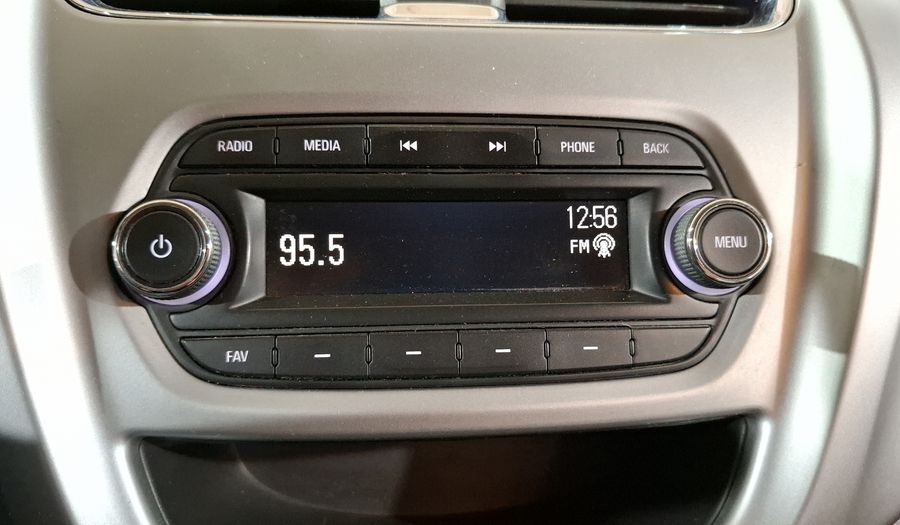 RADIO MEDIA PHONE BACK
12:56
95.5 FM
MENU
FAV